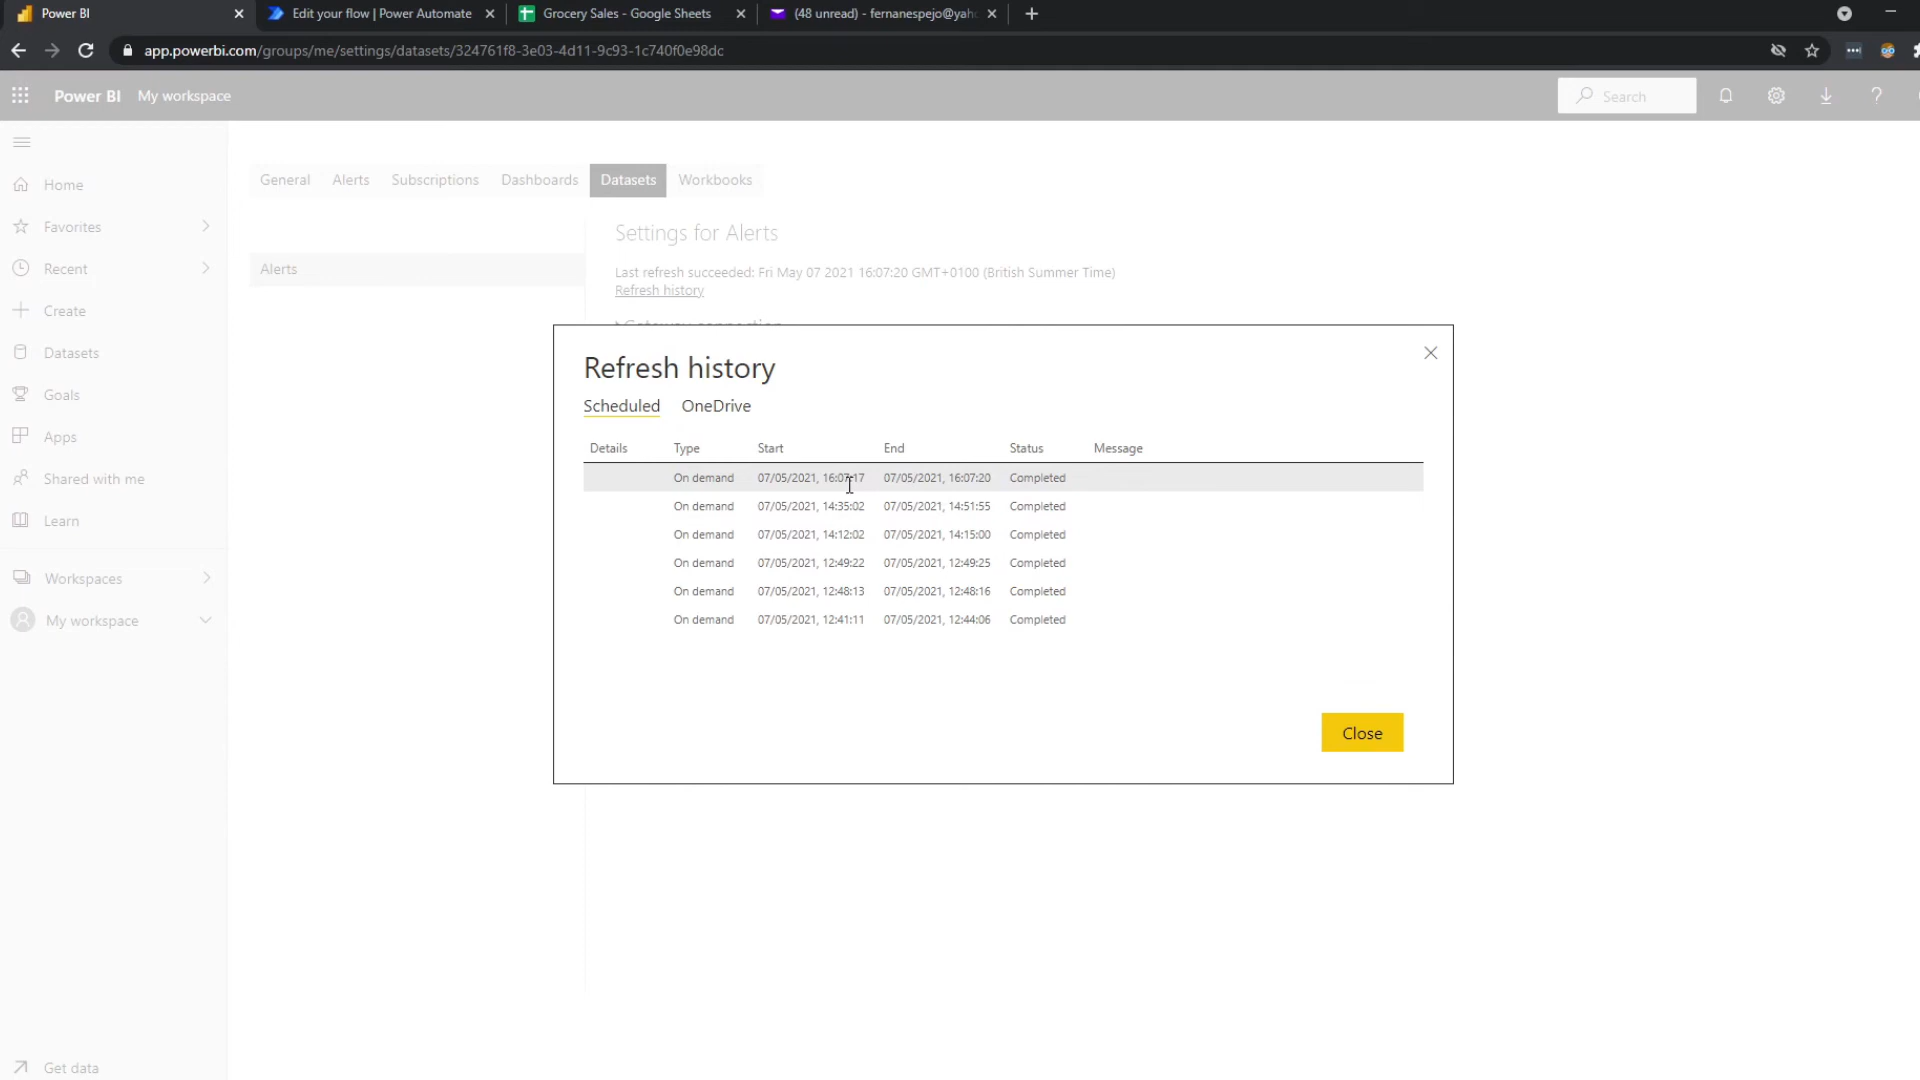 Power BI
Edit your flow | Power Automate
Grocery Sales - Google Sheets
(48 unread) - fernanespejo@yah
app.powerbi.com/groups/me/settings/datasets/324761f8-3e03-4d11-9c93-1c740f0e98dc
Power BI My workspace
Search
Home
Favorites
Recent
Create
Datasets
Goals
Apps
Shared with me
Learn
Workspaces
My workspace
Get data
General Alerts Subscriptions Dashboards Datasets Workbooks
Alerts
Settings for Alerts
Last refresh succeeded: Fri May 07 2021 16:07:20 GMT+0100 (British Summer Time)
Refresh history
Refresh history
Scheduled OneDrive
Details Type Start End Status Message
On demand 07/05/2021, 16:07:17 07/05/2021, 16:07:20 Completed
On demand 07/05/2021, 14:35:02 07/05/2021, 14:51:55 Completed
On demand 07/05/2021, 14:12:02 07/05/2021, 14:15:00 Completed
On demand 07/05/2021, 12:49:22 07/05/2021, 12:49:25 Completed
On demand 07/05/2021, 12:48:13 07/05/2021, 12:48:16 Completed
On demand 07/05/2021, 12:41:11 07/05/2021, 12:44:06 Completed
Close